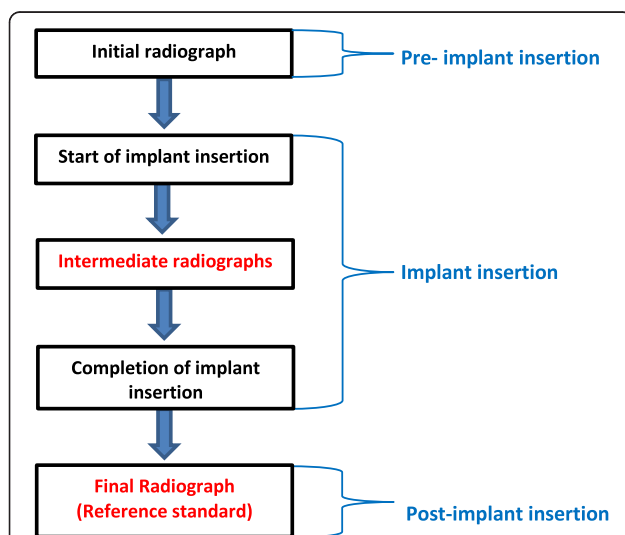 Initial radiograph
Pre- implant insertion
Start of implant insertion
Intermediate radiographs
Implant insertion
Completion of implant
insertion
Final Radiograph
(Reference standard)
Post-implant insertion